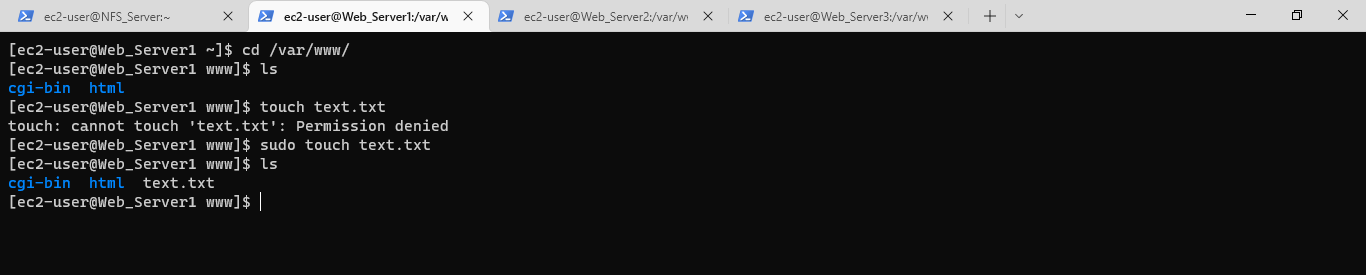 ec2-user@NFS_Server:~
ec2-user@Web_Server1:/var/w
ec2-user@Web_Server2:/var/w
ec2-user@Web_Server3:/var/w
[ec2-user@Web_Server1 ~]$ cd /var/www/
[ec2-user@Web_Server1 www]$ ls
cgi-bin  html
[ec2-user@Web_Server1 www]$ touch text.txt
touch: cannot touch 'text.txt': Permission denied
[ec2-user@Web_Server1 www]$ sudo touch text.txt
[ec2-user@Web_Server1 www]$ ls
cgi-bin  html  text.txt
[ec2-user@Web_Server1 www]$